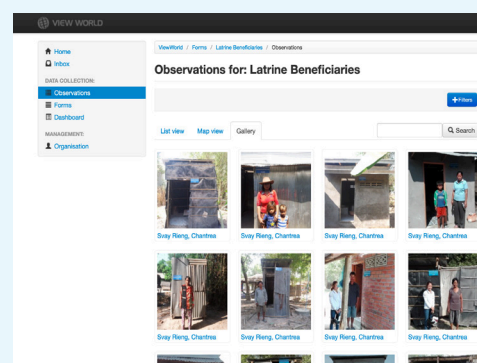 VIEW WORLD
Home
Inbox
DATA COLLECTION:
Observations
Forms
Dashboard
MANAGEMENT:
Organisation
ViewWorld / Forms / Latrine Beneficiaries / Observations
Observations for: Latrine Beneficiaries
+Filters
List view Map view Gallery
Search
Svay Rieng, Chantrea Svay Rieng, Chantrea Svay Rieng, Chantrea Svay Rieng, Chantrea
Svay Rieng, Chantrea Svay Rieng, Chantrea Svay Rieng, Chantrea Svay Rieng, Chantrea